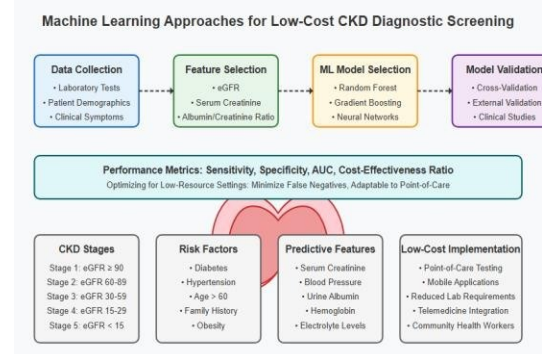 Machine Learning Approaches for Low-Cost CKD Diagnostic Screening
Data Collection
• Laboratory Tests
• Patient Demographics
• Clinical Symptoms
Feature Selection
• eGFR
• Serum Creatinine
• Albumin/Creatinine Ratio
ML Model Selection
• Random Forest
• Gradient Boosting
• Neural Networks
Model Validation
• Cross-Validation
• External Validation
• Clinical Studies
Performance Metrics: Sensitivity, Specificity, AUC, Cost-Effectiveness Ratio
Optimizing for Low-Resource Settings: Minimize False Negatives, Adaptable to Point-of-Care
CKD Stages
Stage 1: eGFR ≥ 90
Stage 2: eGFR 60-89
Stage 3: eGFR 30-59
Stage 4: eGFR 15-29
Stage 5: eGFR < 15
Risk Factors
• Diabetes
• Hypertension
• Age > 60
• Family History
• Obesity
Predictive Features
• Serum Creatinine
• Blood Pressure
• Urine Albumin
• Hemoglobin
• Electrolyte Levels
Low-Cost Implementation
• Point-of-Care Testing
• Mobile Applications
• Reduced Lab Requirements
• Telemedicine Integration
• Community Health Workers